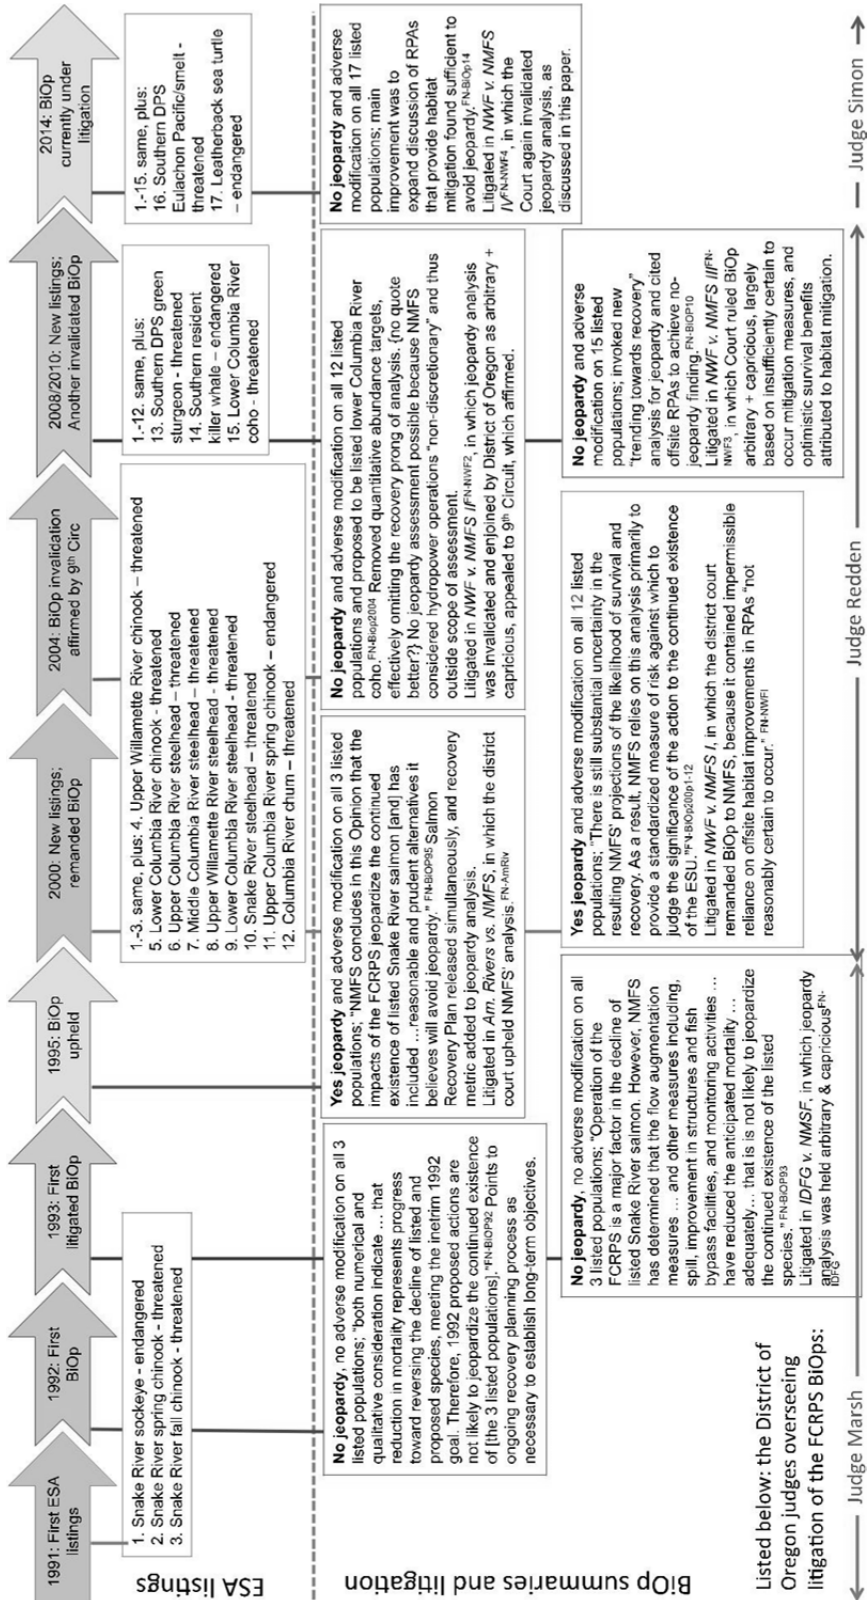 1991: First ESA
listings
1992: First
BiOp
1993: First
litigated BiOp
1995: BiOp
upheld
2000: New listings;
remanded BiOp
2004: BiOp invalidation
affirmed by 9th Circ
2008/2010: New listings;
Another invalidated BiOp
2014: BiOp
currently under
litigation
ESA listings
1. Snake River sockeye - endangered
2. Snake River spring chinook - threatened
3. Snake River fall chinook - threatened
1.-3. same, plus: 4. Upper Willamette River chinook – threatened
5. Lower Columbia River chinook - threatened
6. Upper Columbia River steelhead – threatened
7. Middle Columbia River steelhead – threatened
8. Upper Willamette River steelhead - threatened
9. Lower Columbia River steelhead - threatened
10. Snake River steelhead – threatened
11. Upper Columbia River spring chinook - endangered
12. Columbia River chum – threatened
1.-12. same, plus:
13. Southern DPS green
sturgeon - threatened
14. Southern resident
killer whale – endangered
15. Lower Columbia River
coho - threatened
1.-15. same, plus:
16. Southern DPS
Eulachon Pacific/smelt -
threatened
17. Leatherback sea turtle
– endangered
BiOp summaries and litigation
No jeopardy, no adverse modification on all 3
listed populations; "both numerical and
qualitative consideration indicate … that
reduction in mortality represents progress
toward reversing the decline of listed and
proposed species, meeting the inetrim 1992
goal. Therefore, 1992 proposed actions are
not likely to jeopardize the continued existence
of [the 3 listed populations]."FN-BiOP92 Points to
ongoing recovery planning process as
necessary to establish long-term objectives.
Yes jeopardy and adverse modification on all 3 listed
populations; "NMFS concludes in this Opinion that the
impacts of the FCRPS jeopardize the continued
existence of listed Snake River salmon [and] has
included …reasonable and prudent alternatives it
believes will avoid jeopardy." FN-BiOP95 Salmon
Recovery Plan released simultaneously, and recovery
metric added to jeopardy analysis.
Litigated in Am. Rivers vs. NMFS, in which the district
court upheld NMFS' analysis. FN-AmRiv
No jeopardy and adverse modification on all 12 listed
populations and proposed to be listed lower Columbia River
coho.FN-Biop2004 Removed quantitative abundance targets,
effectively omitting the recovery prong of analysis. {no quote
better?} No jeopardy assessment possible because NMFS
considered hydropower operations "non-discretionary" and thus
outside scope of assessment.
Litigated in NWF v. NMFS IIFN-NWF2, in which jeopardy analysis
was invalidated and enjoined by District of Oregon as arbitrary +
capricious, appealed to 9th Circuit, which affirmed.
No jeopardy and adverse
modification on all 17 listed
populations; main
improvement was to
expand discussion of RPAs
that provide habitat
mitigation found sufficient to
avoid jeopardy.FN-BiOp14
Litigated in NWF v. NMFS
IVFN-NWF4, in which the
Court again invalidated
jeopardy analysis, as
discussed in this paper.
No jeopardy, no adverse modification on all
3 listed populations; "Operation of the
FCRPS is a major factor in the decline of
listed Snake River salmon. However, NMFS
has determined that the flow augmentation
measures … and other measures including,
spill, improvement in structures and fish
bypass facilities, and monitoring activities …
have reduced the anticipated mortality …
adequately… that is is not likely to jeopardize
the continued existence of the listed
species." FN-BiOP93
Litigated in IDFG v. NMSF, in which jeopardy
analysis was held arbitrary & capriciousFN-
IDFG
Yes jeopardy and adverse modification on all 12 listed
populations; "There is still substantial uncertainty in the
resulting NMFS' projections of the likelihood of survival and
recovery. As a result, NMFS relies on this analysis primarily to
provide a standardized measure of risk against which to
judge the significance of the action to the continued existence
of the ESU."FN-BiOp200p1-12
Litigated in NWF v. NMFS I, in which the district court
remanded BiOp to NMFS, because it contained impermissible
reliance on offsite habitat improvements in RPAs "not
reasonably certain to occur." FN-NWFI
No jeopardy and adverse
modification on 15 listed
populations; invoked new
"trending towards recovery"
analysis for jeopardy and cited
offsite RPAs to achieve no-
jeopardy finding.FN-BiOP10
Litigated in NWF v. NMFS IIIFN-
NWF3, in which Court ruled BiOp
arbitrary + capricious, largely
based on insufficiently certain to
occur mitigation measures, and
optimistic survival benefits
attributed to habitat mitigation.
Listed below: the District of
Oregon judges overseeing
litigation of the FCRPS BiOps:
Judge Marsh
Judge Redden
Judge Simon